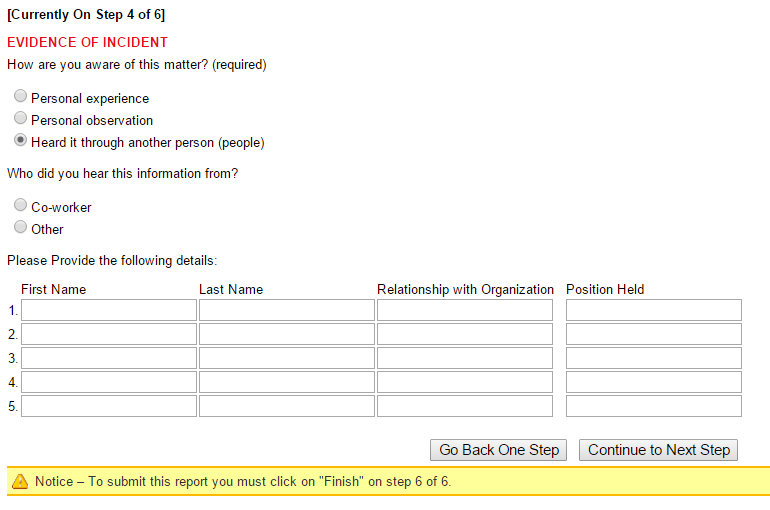 [Currently On Step 4 of 6]
EVIDENCE OF INCIDENT
How are you aware of this matter? (required)
Personal experience
Personal observation
Heard it through another person (people)
Who did you hear this information from?
Co-worker
Other
Please Provide the following details:
First Name Last Name Relationship with Organization Position Held
1.
2.
3.
4.
5.
Go Back One Step Continue to Next Step
Notice – To submit this report you must click on "Finish" on step 6 of 6.